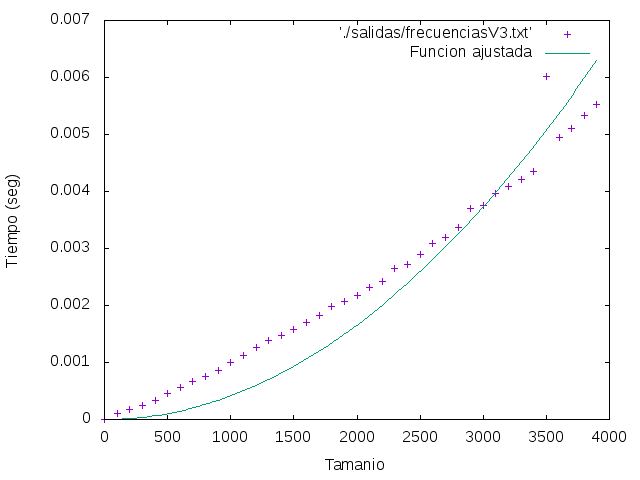 0.007
0.006
0.005
0.004
0.003
0.002
0.001
0
Tiempo (seg)
'./salidas/frecuenciasV3.txt'
Funcion ajustada
0 500 1000 1500 2000 2500 3000 3500 4000
Tamanio